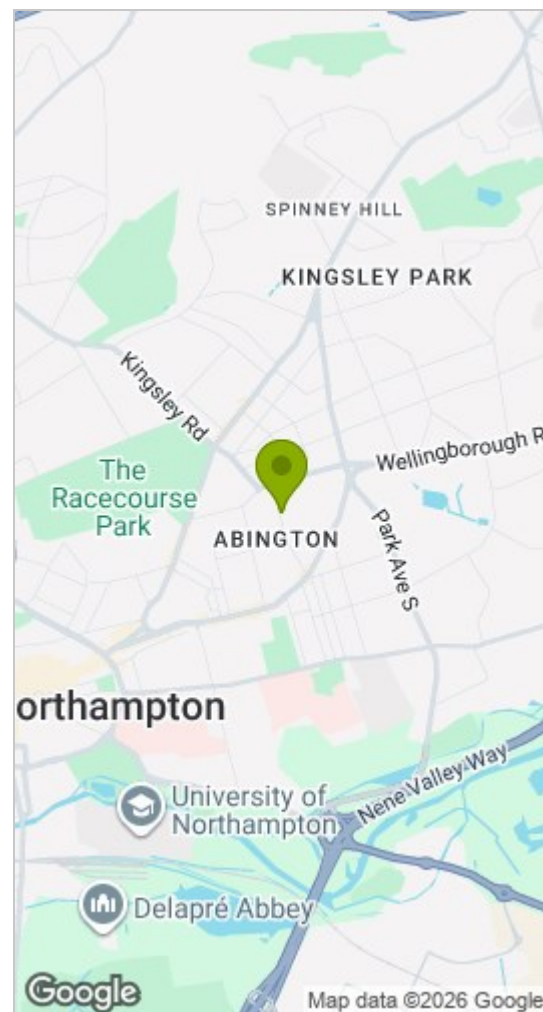 SPINNEY HILL
KINGSLEY PARK
Kingsley Rd
Wellingborough R
The
Racecourse
Park
ABINGTON
Park Ave S
orthampton
Nene Valley Way
University of
Northampton
Delapré Abbey
Google
Map data ©2026 Google